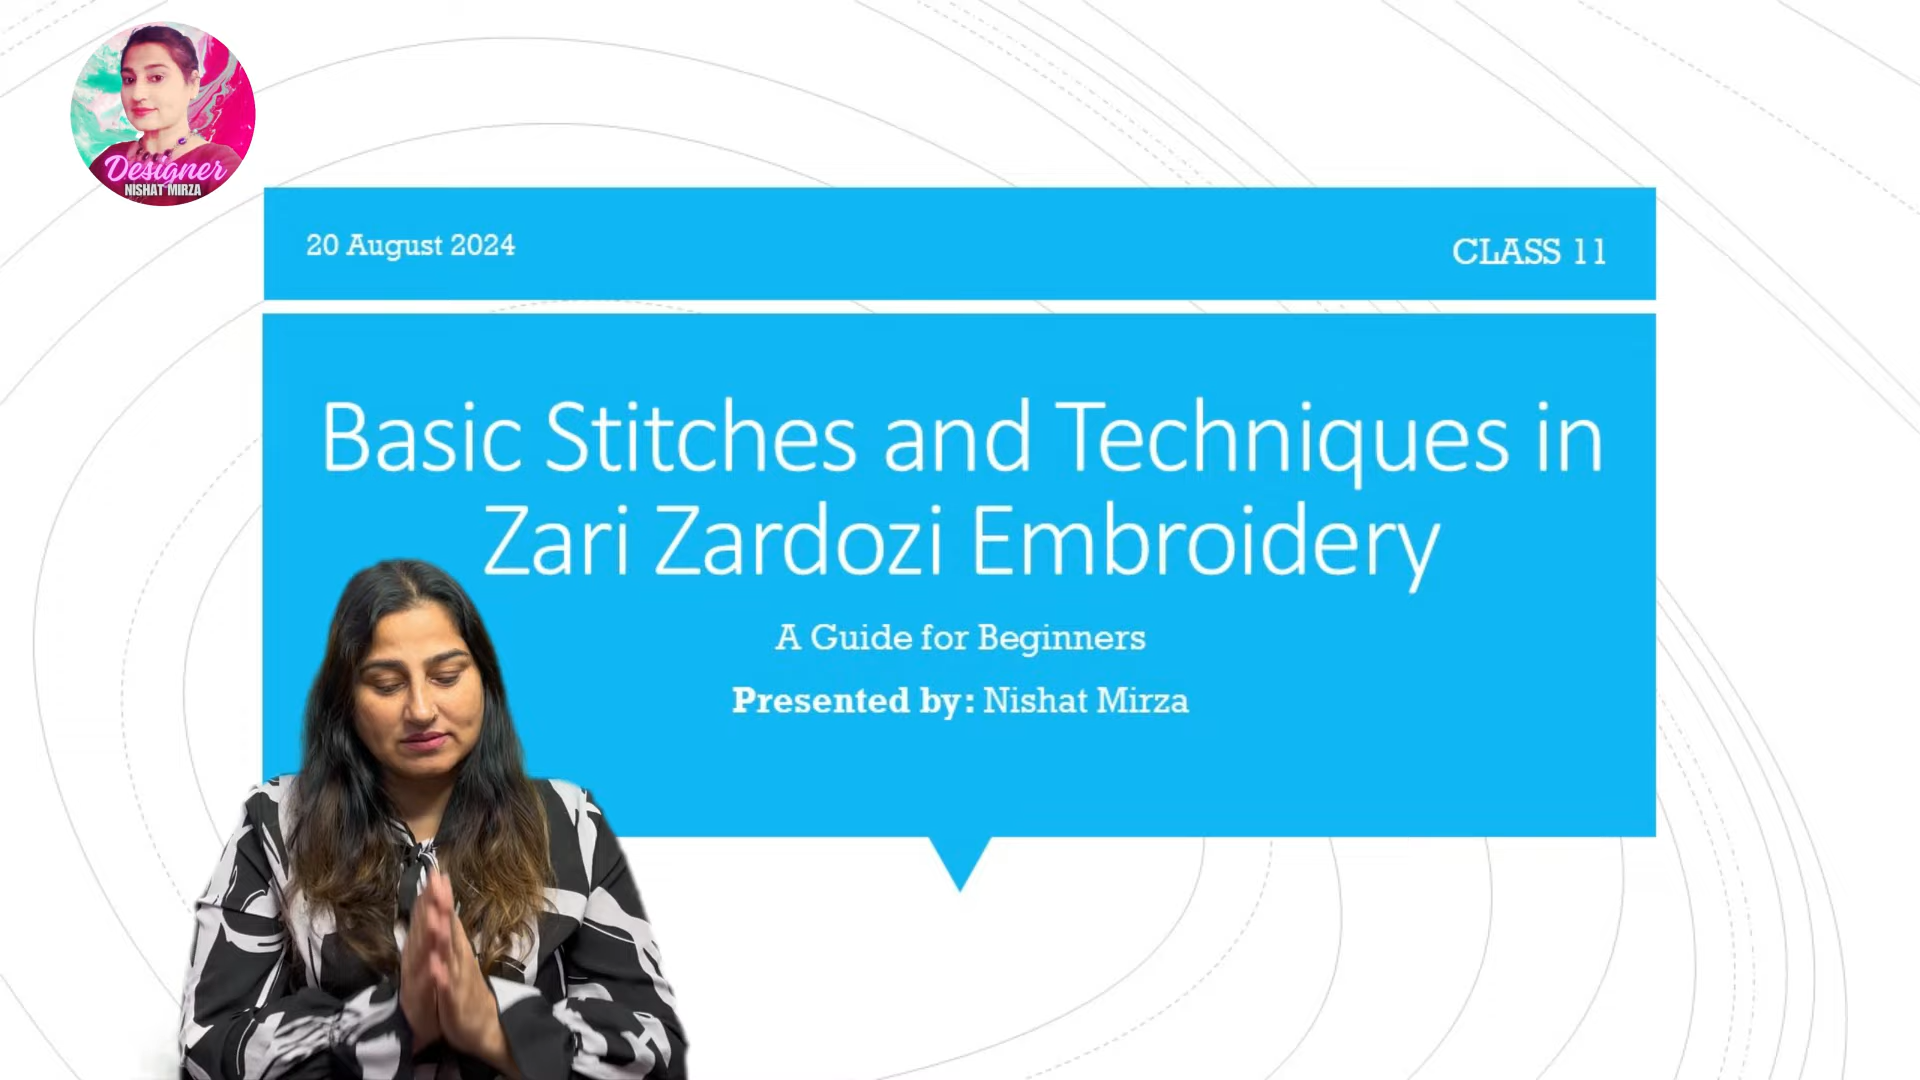 Designer
NISHAT MIRZA
20 August 2024
CLASS 11
Basic Stitches and Techniques in
Zari Zardozi Embroidery
A Guide for Beginners
Presented by: Nishat Mirza